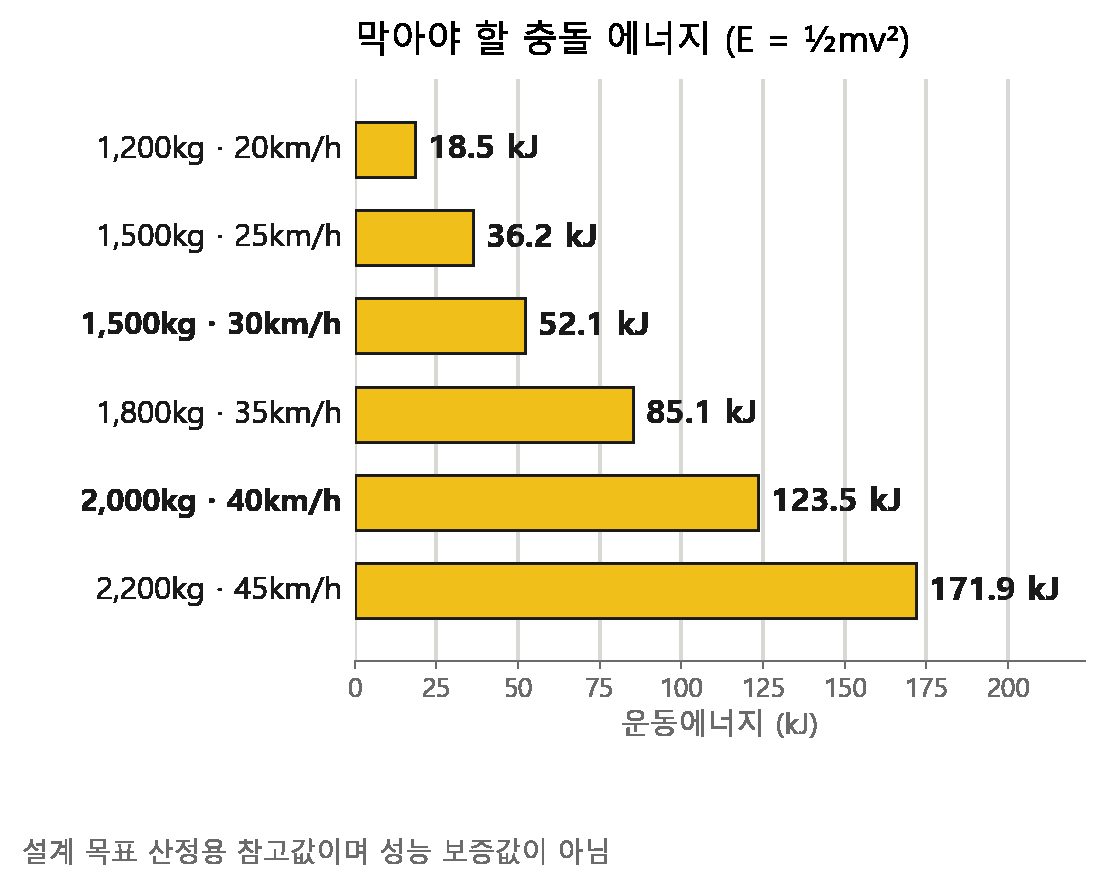 막아야 할 충돌 에너지 (E = ½mv²)
1,200kg · 20km/h 18.5 kJ
1,500kg · 25km/h 36.2 kJ
1,500kg · 30km/h 52.1 kJ
1,800kg · 35km/h 85.1 kJ
2,000kg · 40km/h 123.5 kJ
2,200kg · 45km/h 171.9 kJ
0 25 50 75 100 125 150 175 200
운동에너지 (kJ)
설계 목표 산정용 참고값이며 성능 보증값이 아님